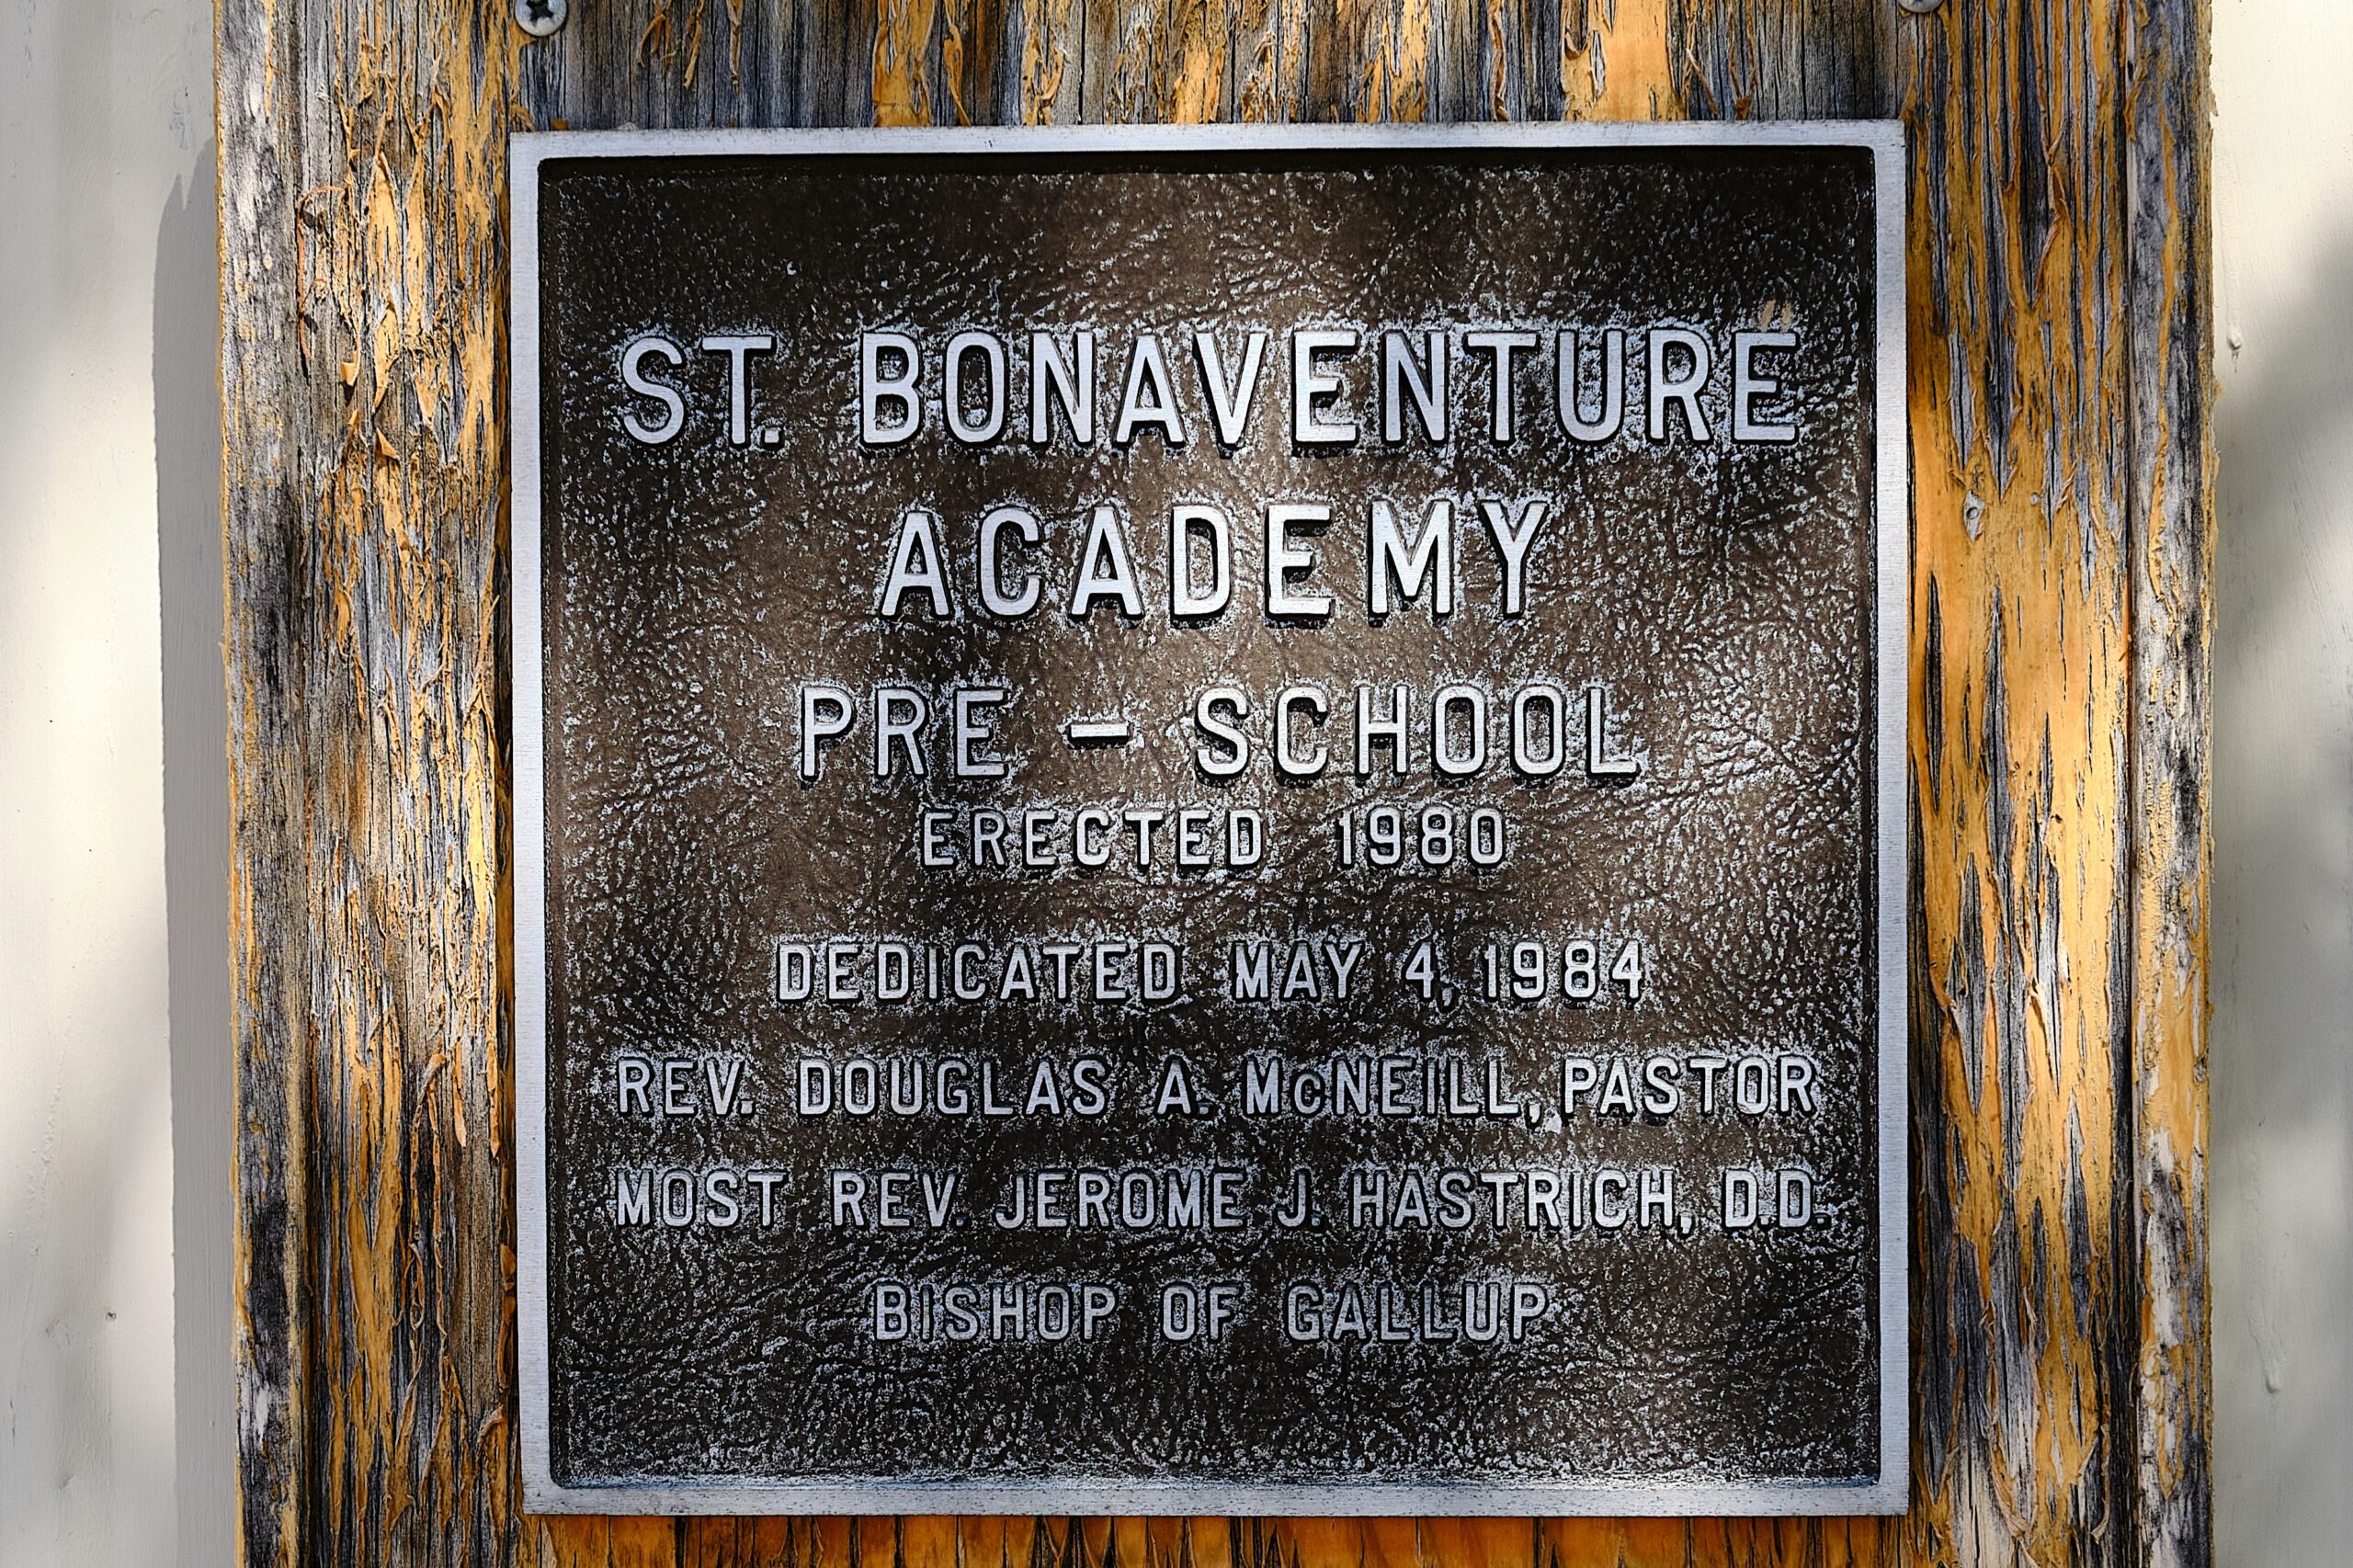 ST. BONAVENTURE
ACADEMY
PRE - SCHOOL
ERECTED 1980
DEDICATED MAY 4, 1984
REV. DOUGLAS A. McNEILL, PASTOR
MOST REV. JEROME J. HASTRICH, D.D.
BISHOP OF GALLUP